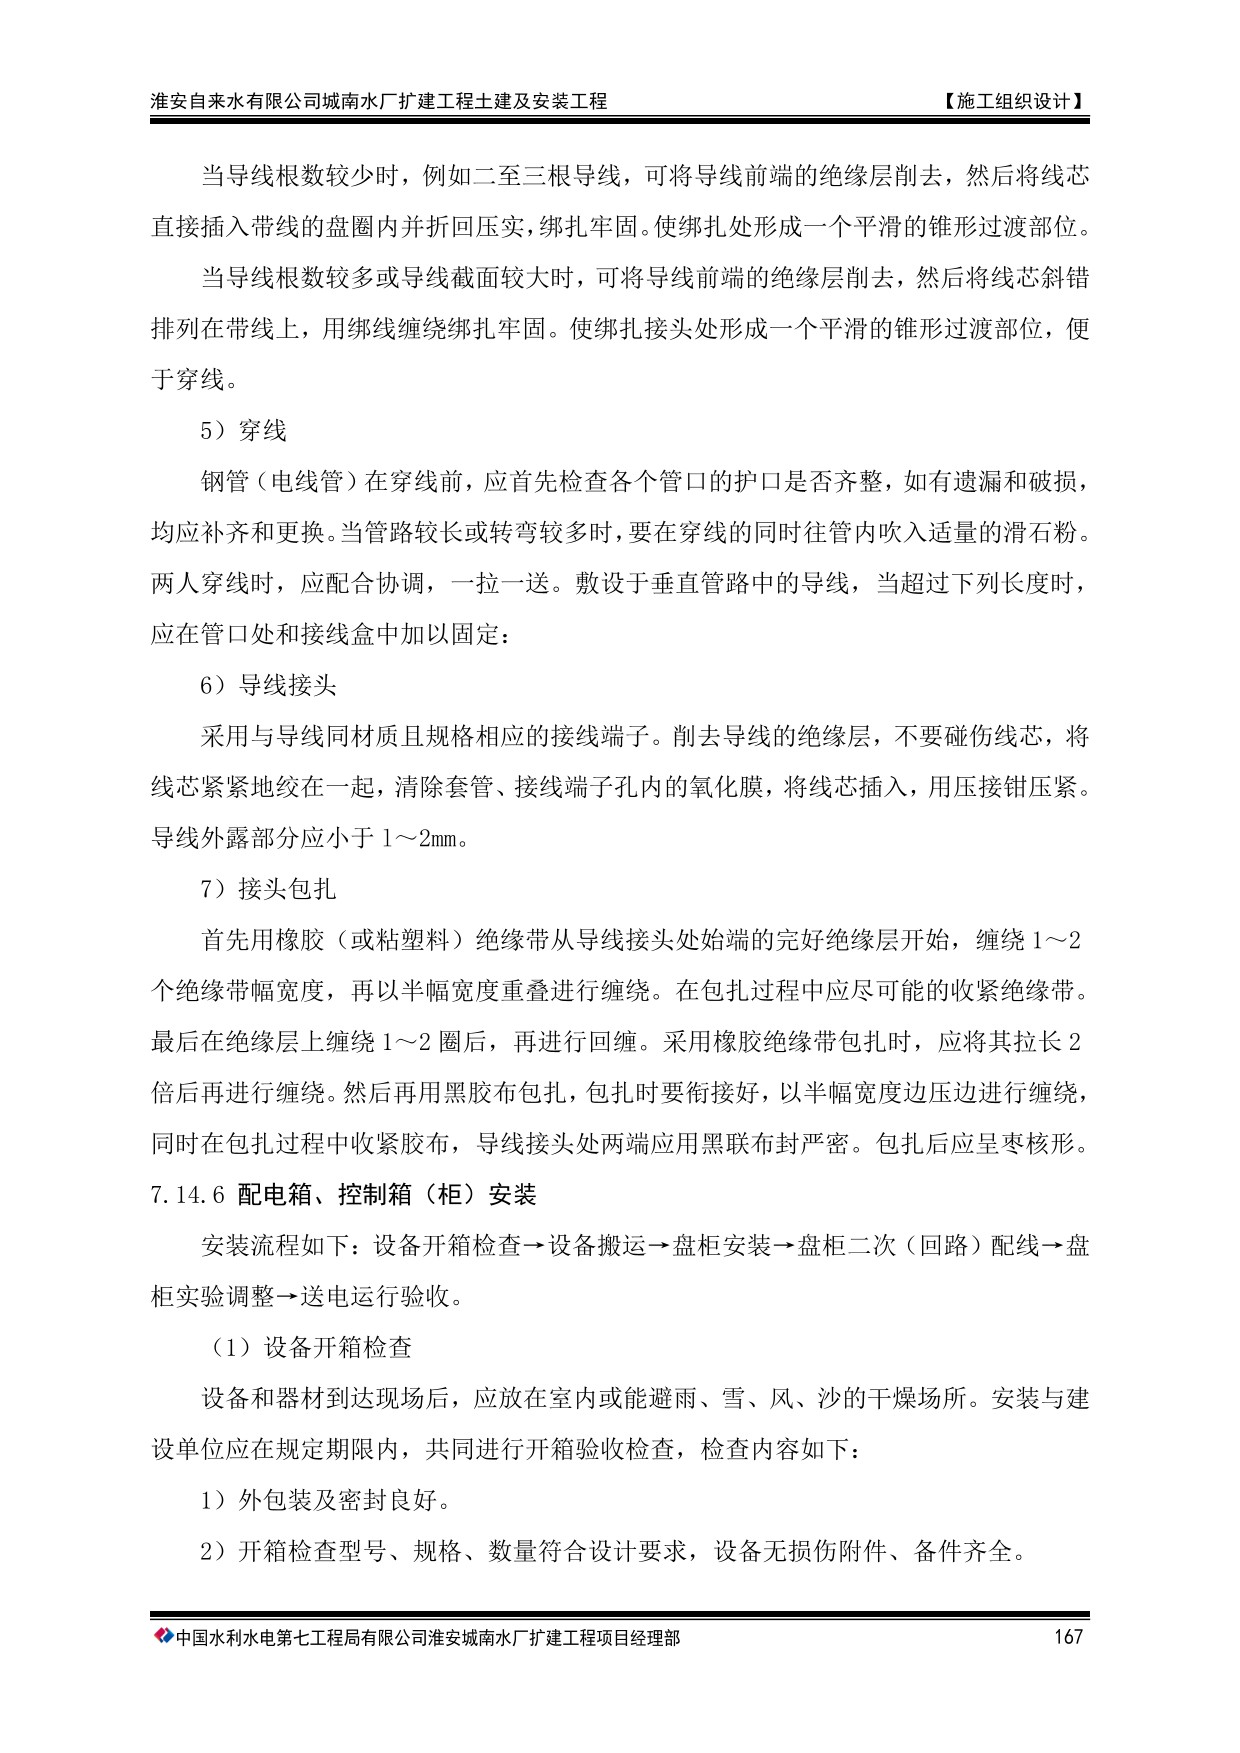 淮安自来水有限公司城南水厂扩建工程土建及安装工程 【施工组织设计】
当导线根数较少时，例如二至三根导线，可将导线前端的绝缘层削去，然后将线芯
直接插入带线的盘圈内并折回压实，绑扎牢固。使绑扎处形成一个平滑的锥形过渡部位。
当导线根数较多或导线截面较大时，可将导线前端的绝缘层削去，然后将线芯斜错
排列在带线上，用绑线缠绕绑扎牢固。使绑扎接头处形成一个平滑的锥形过渡部位，便
于穿线。
5）穿线
钢管（电线管）在穿线前，应首先检查各个管口的护口是否齐整，如有遗漏和破损，
均应补齐和更换。当管路较长或转弯较多时，要在穿线的同时往管内吹入适量的滑石粉。
两人穿线时，应配合协调，一拉一送。敷设于垂直管路中的导线，当超过下列长度时，
应在管口处和接线盒中加以固定：
6）导线接头
采用与导线同材质且规格相应的接线端子。削去导线的绝缘层，不要碰伤线芯，将
线芯紧紧地绞在一起，清除套管、接线端子孔内的氧化膜，将线芯插入，用压接钳压紧。
导线外露部分应小于 1～2mm。
7）接头包扎
首先用橡胶（或粘塑料）绝缘带从导线接头处始端的完好绝缘层开始，缠绕 1～2
个绝缘带幅宽度，再以半幅宽度重叠进行缠绕。在包扎过程中应尽可能的收紧绝缘带。
最后在绝缘层上缠绕 1～2 圈后，再进行回缠。采用橡胶绝缘带包扎时，应将其拉长 2
倍后再进行缠绕。然后再用黑胶布包扎，包扎时要衔接好，以半幅宽度边压边进行缠绕，
同时在包扎过程中收紧胶布，导线接头处两端应用黑联布封严密。包扎后应呈枣核形。
7.14.6 配电箱、控制箱（柜）安装
安装流程如下：设备开箱检查→设备搬运→盘柜安装→盘柜二次（回路）配线→盘
柜实验调整→送电运行验收。
（1）设备开箱检查
设备和器材到达现场后，应放在室内或能避雨、雪、风、沙的干燥场所。安装与建
设单位应在规定期限内，共同进行开箱验收检查，检查内容如下：
1）外包装及密封良好。
2）开箱检查型号、规格、数量符合设计要求，设备无损伤附件、备件齐全。
中国水利水电第七工程局有限公司淮安城南水厂扩建工程项目经理部 167